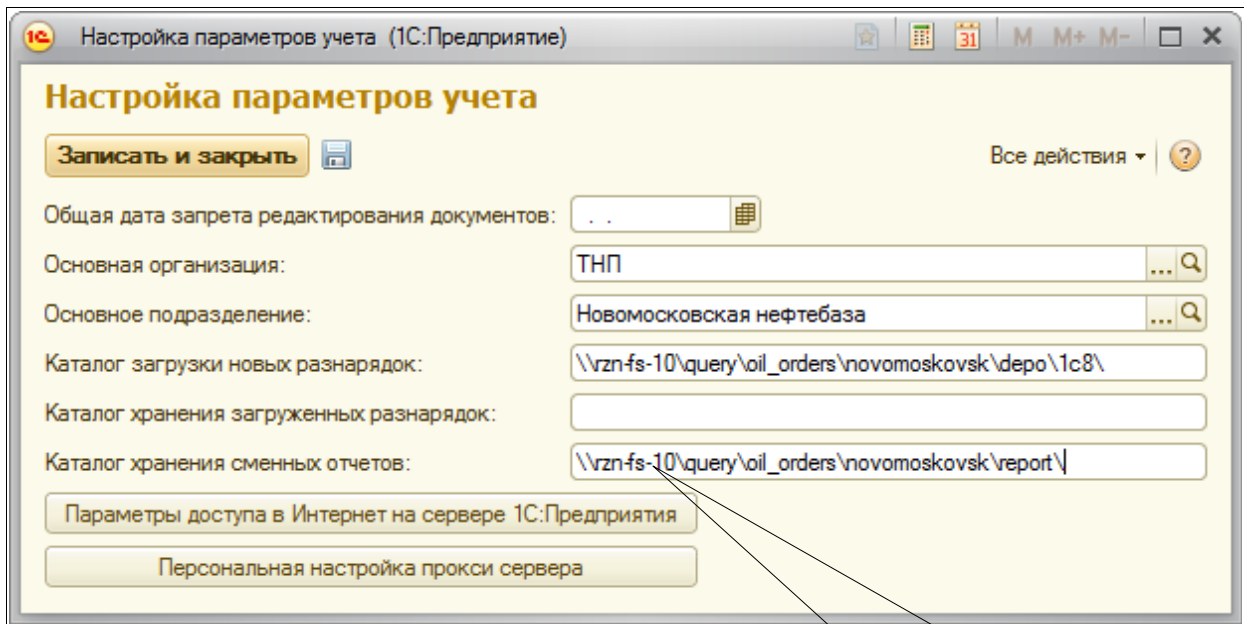 1С Настройка параметров учета (1С:Предприятие) 31 M M+ M-
Настройка параметров учета
Записать и закрыть Все действия ?
Общая дата запрета редактирования документов: . .
Основная организация: ТНП ...
Основное подразделение: Новомосковская нефтебаза ...
Каталог загрузки новых разнарядок: \\rzn-fs-10\query\oil_orders\novomoskovsk\depo\1c8\
Каталог хранения загруженных разнарядок:
Каталог хранения сменных отчетов: \\rzn-fs-10\query\oil_orders\novomoskovsk\report\
Параметры доступа в Интернет на сервере 1С:Предприятия
Персональная настройка прокси сервера